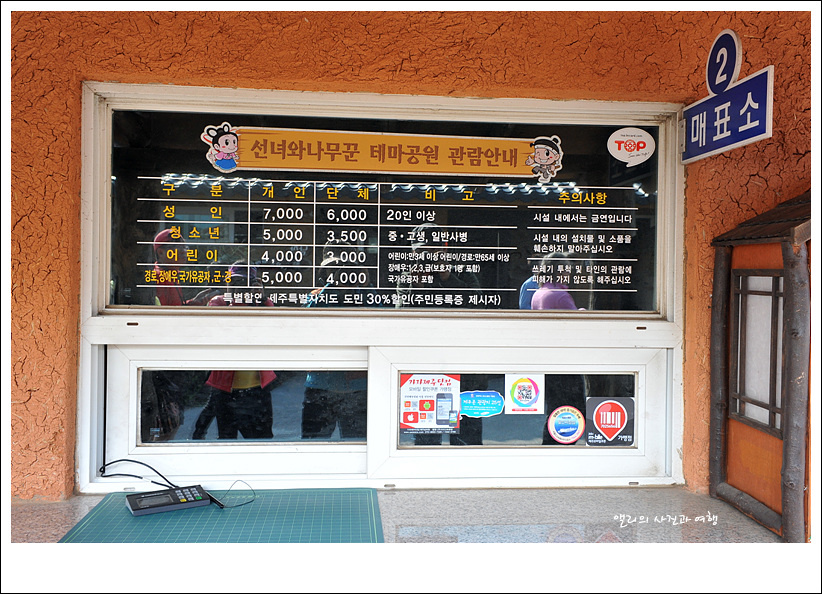 2
매표소
선녀와나무꾼 테마공원 관람안내
TOP
구 분 개 인 단 체 비 고 주의사항
성 인 7,000 6,000 20인 이상 시설 내에서는 금연입니다
청소년 5,000 3,500 중·고생, 일반사병 시설 내의 설치물 및 소품을
훼손하지 말아주십시오
어린이 4,000 3,000 어린이:만3세 이상 어린이/경로:만65세 이상
경로,장애우,국가유공자,군·경 5,000 4,000 장애우:1,2,3,급(보호자 1명 포함)
국가유공자 포함
쓰레기 투척 및 타인의 관람에
피해가 가지 않도록 해주십시오
특별할인 제주특별자치도 도민 30%할인(주민등록증 제시자)
가맹점
앨리의 사진과 여행